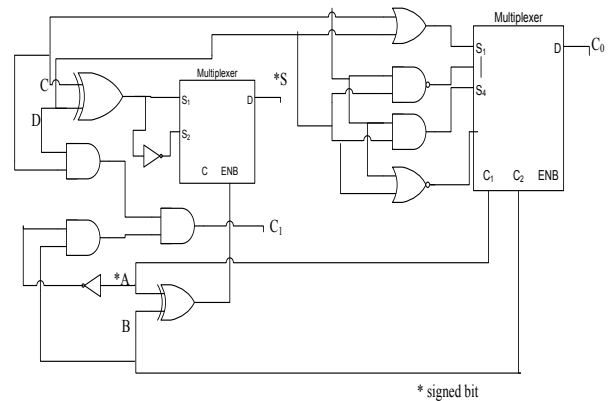 Multiplexer
S₁
D
C₀
S₄
C₁ C₂ ENB
Multiplexer
*S
C
S₁
D
D
S₂
C ENB
C₁
*A
B
* signed bit